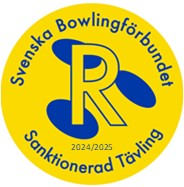 Svenska Bowlingförbundet
R
2024/2025
Sanktionerad Tävling